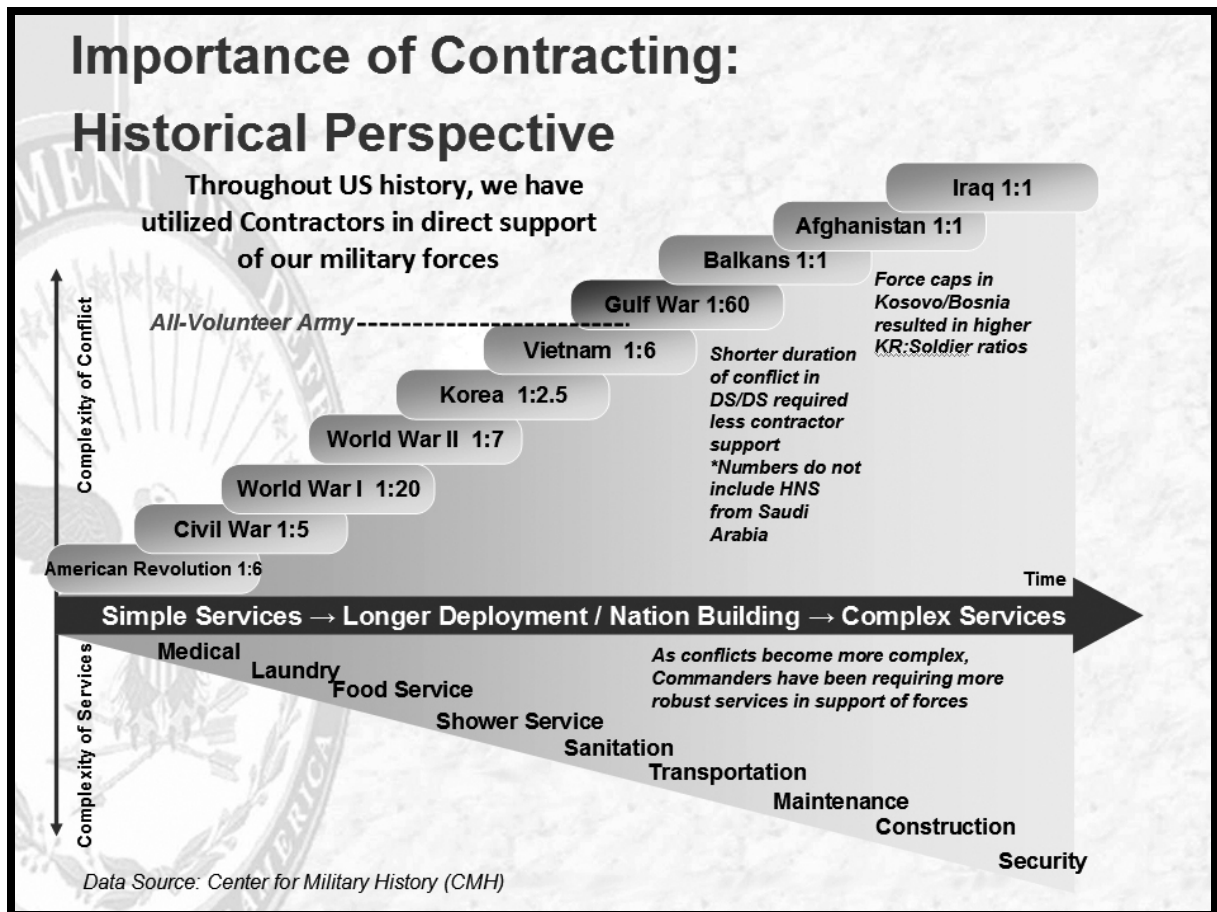 Importance of Contracting:
Historical Perspective
Throughout US history, we have
utilized Contractors in direct support
of our military forces
Iraq 1:1
Afghanistan 1:1
Balkans 1:1
Gulf War 1:60
Vietnam 1:6
Korea 1:2.5
World War II 1:7
World War I 1:20
Civil War 1:5
American Revolution 1:6
All-Volunteer Army
Force caps in
Kosovo/Bosnia
resulted in higher
KR:Soldier ratios
Shorter duration
of conflict in
DS/DS required
less contractor
support
*Numbers do not
include HNS
from Saudi
Arabia
Complexity of Conflict
Time
Simple Services → Longer Deployment / Nation Building → Complex Services
Complexity of Services
Medical
Laundry
Food Service
Shower Service
Sanitation
Transportation
Maintenance
Construction
Security
As conflicts become more complex,
Commanders have been requiring more
robust services in support of forces
Data Source: Center for Military History (CMH)